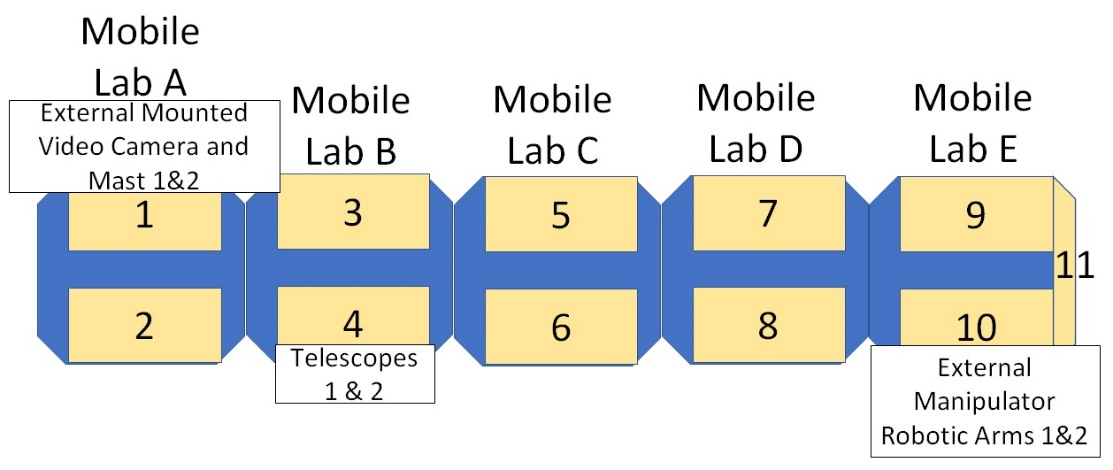 Mobile
Lab A
External Mounted
Video Camera and
Mast 1&2
Mobile
Lab B
Mobile
Lab C
Mobile
Lab D
Mobile
Lab E
1
3
5
7
9
11
2
4
6
8
10
Telescopes
1 & 2
External
Manipulator
Robotic Arms 1&2